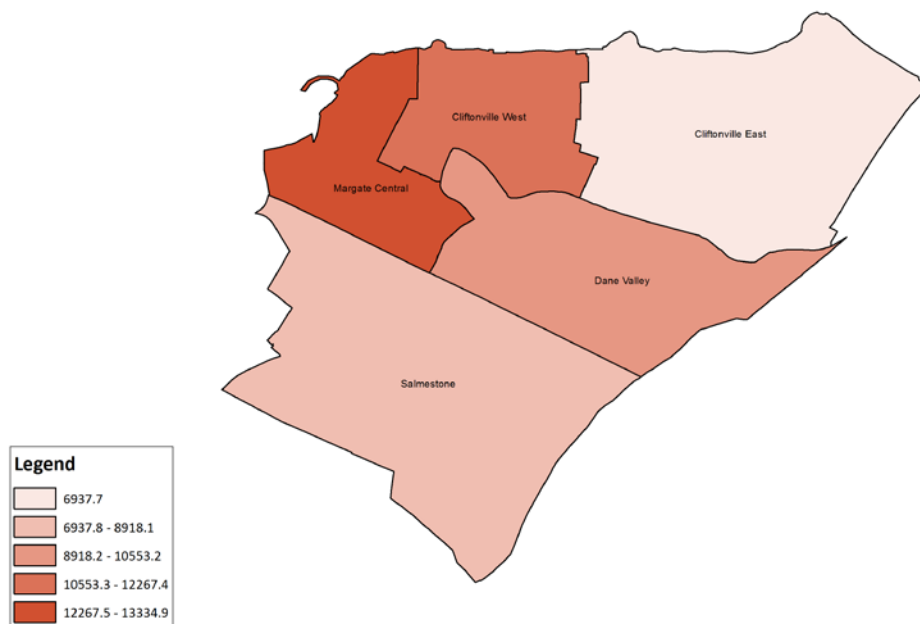 Cliftonville West
Cliftonville East
Margate Central
Dane Valley
Salmestone
Legend
6937.7
6937.8 - 8918.1
8918.2 - 10553.2
10553.3 - 12267.4
12267.5 - 13334.9